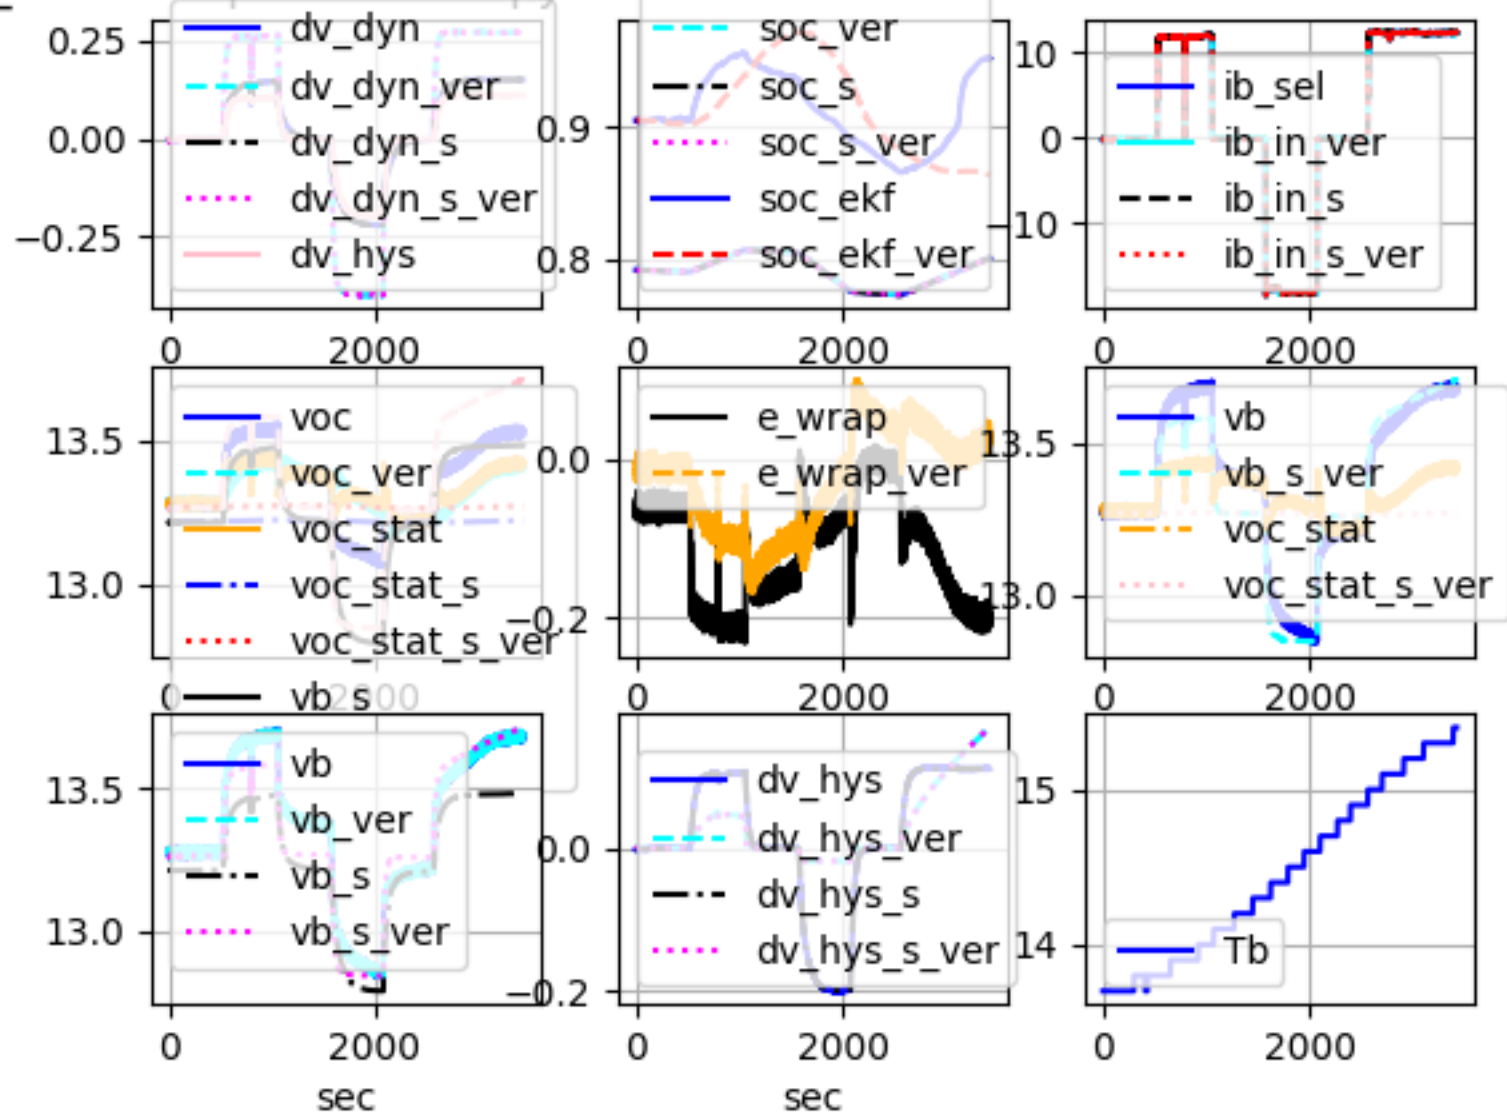 0.25
0.00
−0.25
dv_dyn
dv_dyn_ver
dv_dyn_s
dv_dyn_s_ver
dv_hys
0 2000
0.9
0.8
soc_ver
soc_s
soc_s_ver
soc_ekf
soc_ekf_ver
0 2000
10
0
−10
ib_sel
ib_in_ver
ib_in_s
ib_in_s_ver
0 2000
13.5
13.0
voc
voc_ver
voc_stat
voc_stat_s
voc_stat_s_ver
vb_s
0 2000
0.0
−0.2
e_wrap
e_wrap_ver
0 2000
13.5
13.0
vb
vb_s_ver
voc_stat
voc_stat_s_ver
0 2000
13.5
13.0
vb
vb_ver
vb_s
vb_s_ver
0 2000
sec
0.0
−0.2
dv_hys
dv_hys_ver
dv_hys_s
dv_hys_s_ver
0 2000
sec
15
14
Tb
0 2000